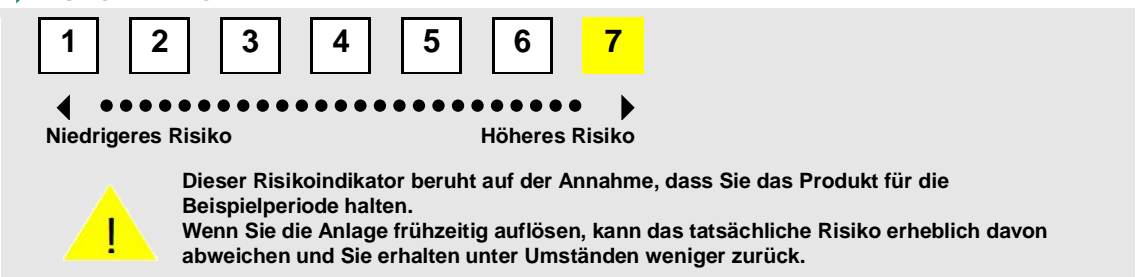 1 2 3 4 5 6 7
Niedrigeres Risiko Höheres Risiko
Dieser Risikoindikator beruht auf der Annahme, dass Sie das Produkt für die
Beispielperiode halten.
! Wenn Sie die Anlage frühzeitig auflösen, kann das tatsächliche Risiko erheblich davon
abweichen und Sie erhalten unter Umständen weniger zurück.